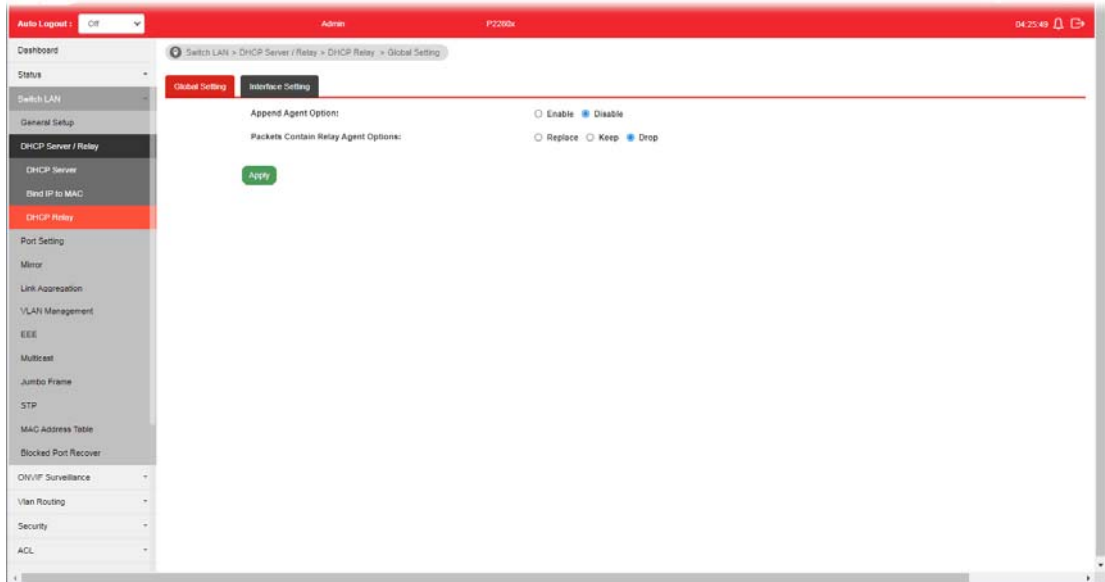 Auto Logout : Off Admin P2280x 04:25:49
Dashboard
Switch LAN > DHCP Server / Relay > DHCP Relay > Global Setting
Status
Global Setting Interface Setting
Switch LAN
General Setup
Append Agent Option: Enable Disable
DHCP Server / Relay
Packets Contain Relay Agent Options: Replace Keep Drop
DHCP Server
Apply
Bind IP to MAC
DHCP Relay
Port Setting
Mirror
Link Aggregation
VLAN Management
EEE
Multicast
Jumbo Frame
STP
MAC Address Table
Blocked Port Recover
ONVIF Surveillance
Vlan Routing
Security
ACL